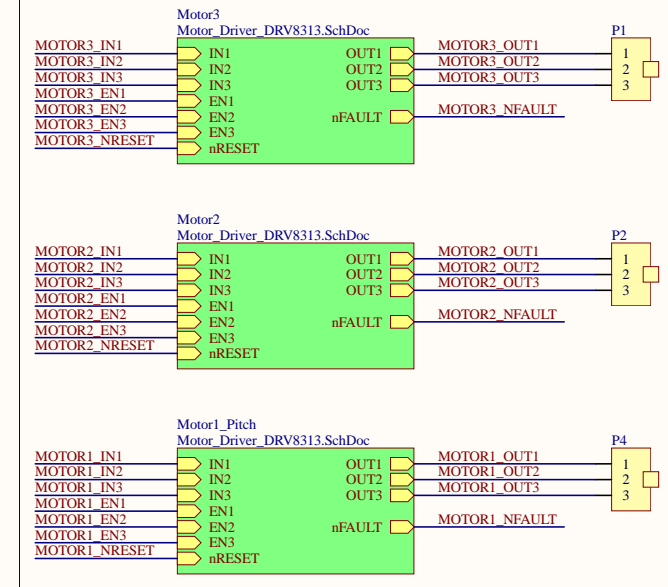 Motor3
Motor_Driver_DRV8313.SchDoc
P1
MOTOR3_IN1 IN1 OUT1 MOTOR3_OUT1 1
MOTOR3_IN2 IN2 OUT2 MOTOR3_OUT2 2
MOTOR3_IN3 IN3 OUT3 MOTOR3_OUT3 3
MOTOR3_EN1 EN1
MOTOR3_EN2 EN2 nFAULT MOTOR3_NFAULT
MOTOR3_EN3 EN3
MOTOR3_NRESET nRESET
Motor2
Motor_Driver_DRV8313.SchDoc
P2
MOTOR2_IN1 IN1 OUT1 MOTOR2_OUT1 1
MOTOR2_IN2 IN2 OUT2 MOTOR2_OUT2 2
MOTOR2_IN3 IN3 OUT3 MOTOR2_OUT3 3
MOTOR2_EN1 EN1
MOTOR2_EN2 EN2 nFAULT MOTOR2_NFAULT
MOTOR2_EN3 EN3
MOTOR2_NRESET nRESET
Motor1_Pitch
Motor_Driver_DRV8313.SchDoc
P4
MOTOR1_IN1 IN1 OUT1 MOTOR1_OUT1 1
MOTOR1_IN2 IN2 OUT2 MOTOR1_OUT2 2
MOTOR1_IN3 IN3 OUT3 MOTOR1_OUT3 3
MOTOR1_EN1 EN1
MOTOR1_EN2 EN2 nFAULT MOTOR1_NFAULT
MOTOR1_EN3 EN3
MOTOR1_NRESET nRESET